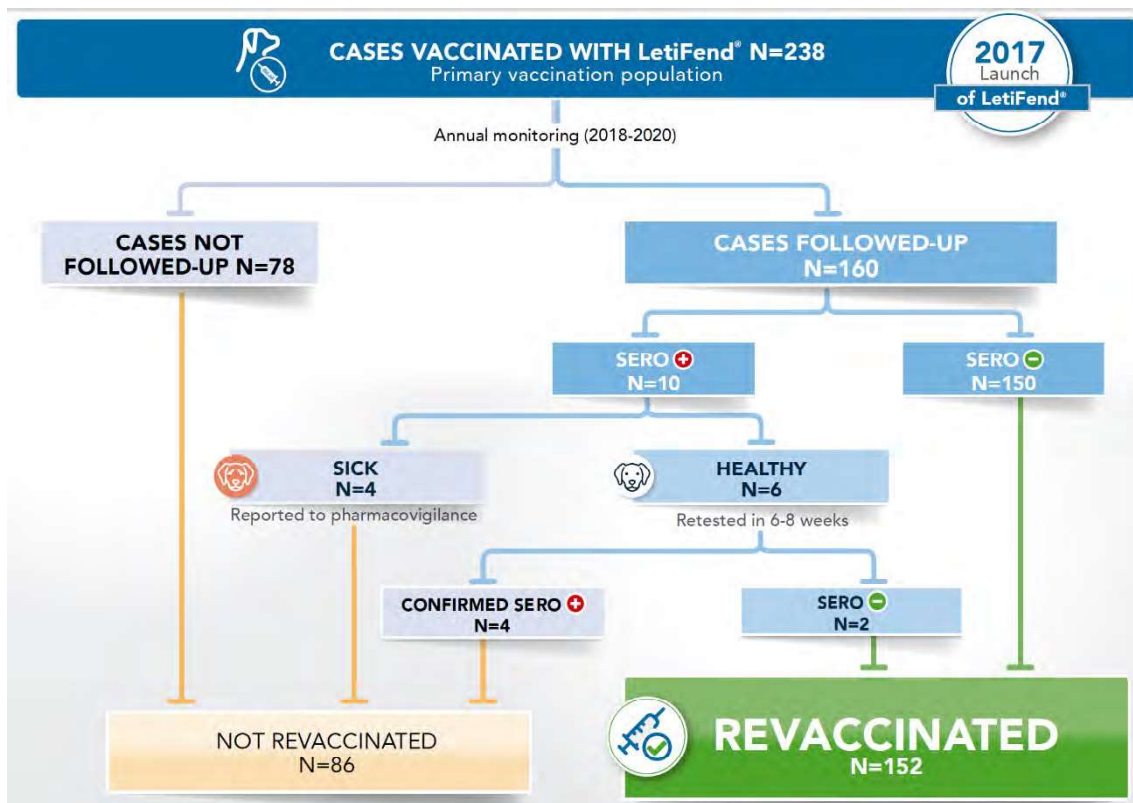 CASES VACCINATED WITH LetiFend® N=238
Primary vaccination population
2017
Launch
of LetiFend®
Annual monitoring (2018-2020)
CASES NOT
FOLLOWED-UP N=78
CASES FOLLOWED-UP
N=160
SERO +
N=10
SERO −
N=150
SICK
N=4
Reported to pharmacovigilance
HEALTHY
N=6
Retested in 6-8 weeks
CONFIRMED SERO +
N=4
SERO −
N=2
NOT REVACCINATED
N=86
REVACCINATED
N=152